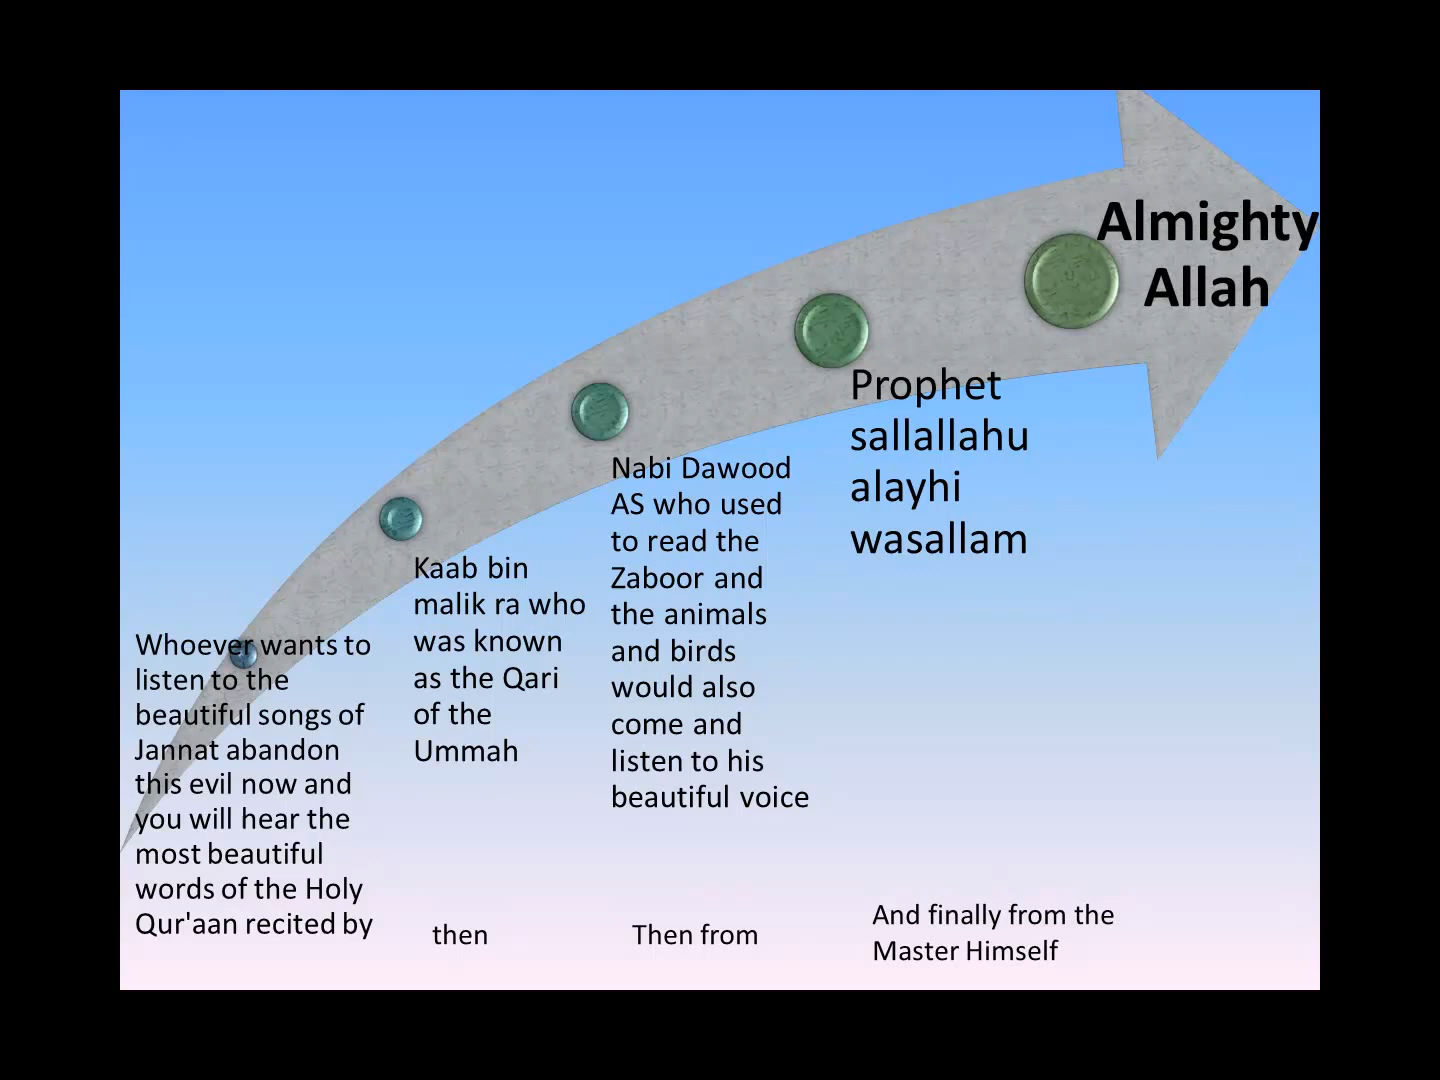 Whoever wants to
listen to the
beautiful songs of
Jannat abandon
this evil now and
you will hear the
most beautiful
words of the Holy
Qur'aan recited by
Kaab bin
malik ra who
was known
as the Qari
of the
Ummah
then
Nabi Dawood
AS who used
to read the
Zaboor and
the animals
and birds
would also
come and
listen to his
beautiful voice
Then from
Prophet
sallallahu
alayhi
wasallam
And finally from the
Master Himself
Almighty
Allah